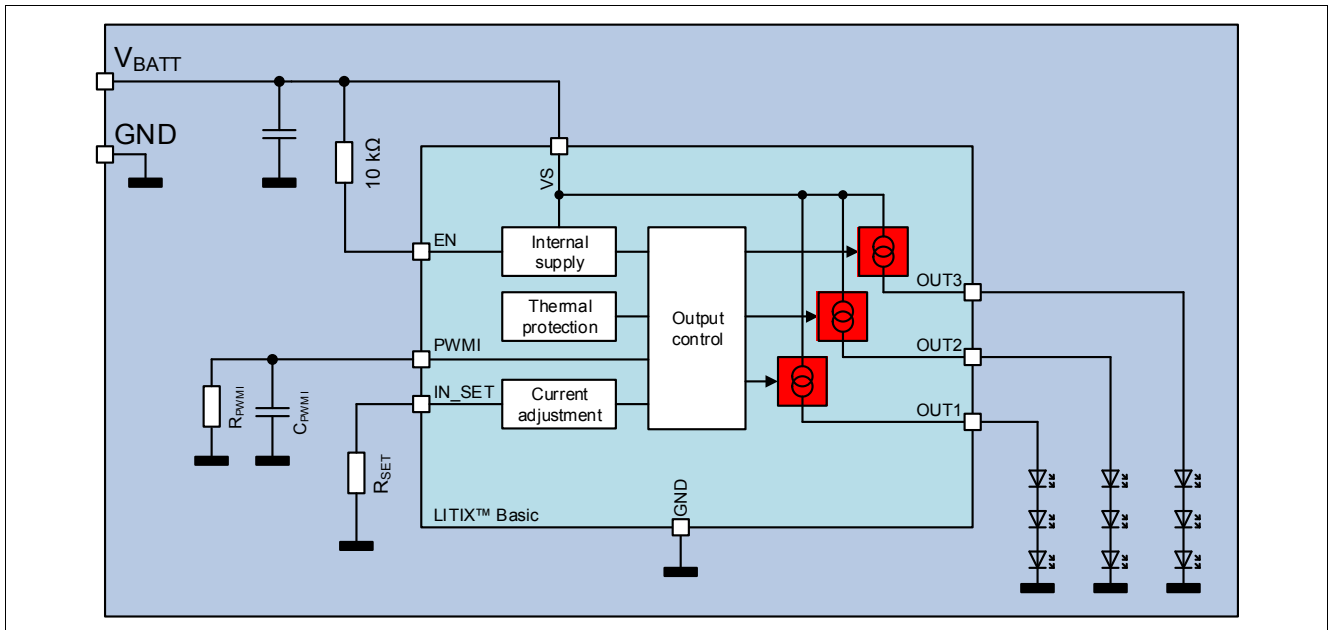 VBATT
GND
10 kΩ
VS
EN
Internal
supply
Thermal
protection
Output
control
PWMI
IN_SET
Current
adjustment
OUT3
OUT2
OUT1
RPWMI
CPWMI
RSET
GND
LITIX™ Basic